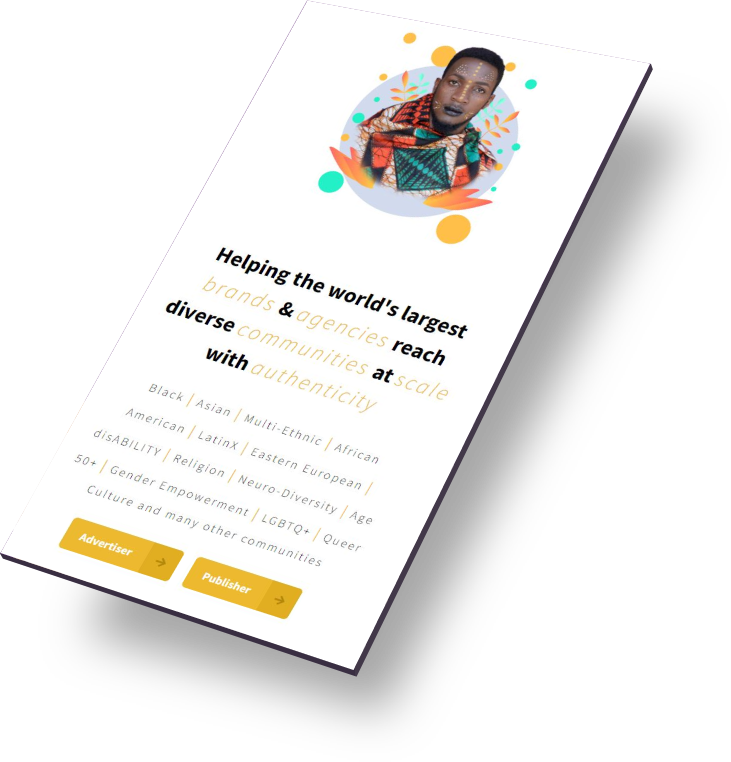 Helping the world's largest
brands & agencies reach
diverse communities at scale
with authenticity
Black | Asian | Multi-Ethnic | African
American | LatinX | Eastern European |
disABILITY | Religion | Neuro-Diversity | Age
50+ | Gender Empowerment | LGBTQ+ | Queer
Culture and many other communities
Advertiser →
Publisher →